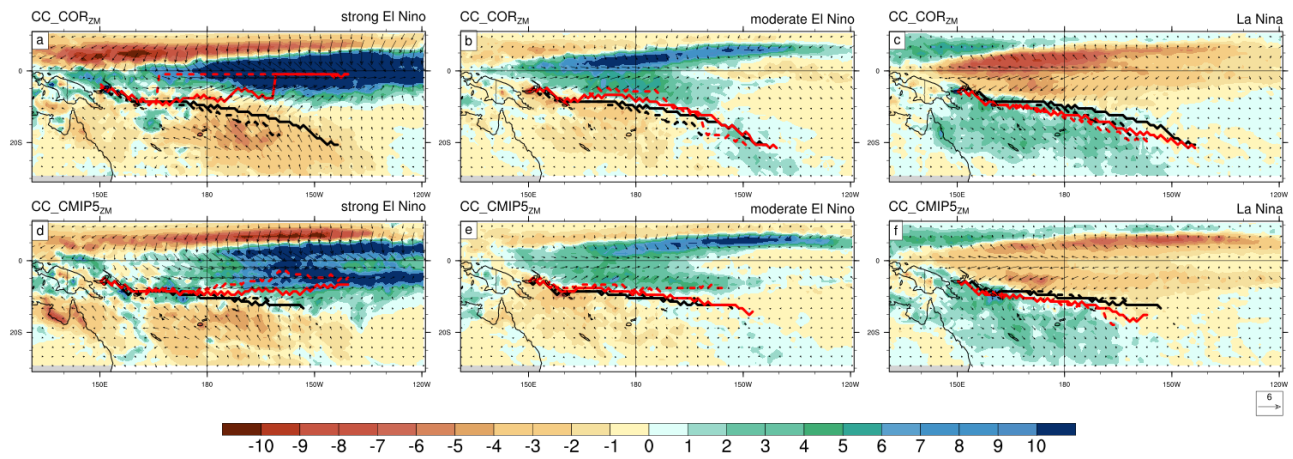 CC_COR_ZM strong El Nino CC_COR_ZM moderate El Nino CC_COR_ZM La Nina
a b c
0 0 0
20S 20S 20S
150E 180 150W 120W 150E 180 150W 120W 150E 180 150W 120W
CC_CMIP5_ZM strong El Nino CC_CMIP5_ZM moderate El Nino CC_CMIP5_ZM La Nina
d e f
0 0 0
20S 20S 20S
150E 180 150W 120W 150E 180 150W 120W 150E 180 150W 120W
6
-10 -9 -8 -7 -6 -5 -4 -3 -2 -1 0 1 2 3 4 5 6 7 8 9 10